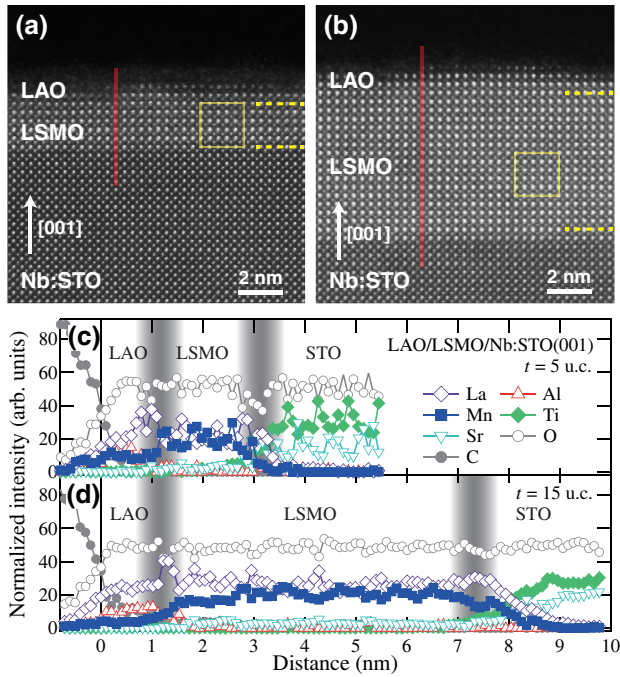 (a)
LAO
LSMO
[001]
Nb:STO
2 nm
(b)
LAO
LSMO
[001]
Nb:STO
2 nm
Normalized intensity (arb. units)
(c)
LAO
LSMO
STO
LAO/LSMO/Nb:STO(001)
t = 5 u.c.
La
Al
Mn
Ti
Sr
O
C
80
60
40
20
0
(d)
LAO
LSMO
STO
t = 15 u.c.
80
60
40
20
0
0 1 2 3 4 5 6 7 8 9 10
Distance (nm)